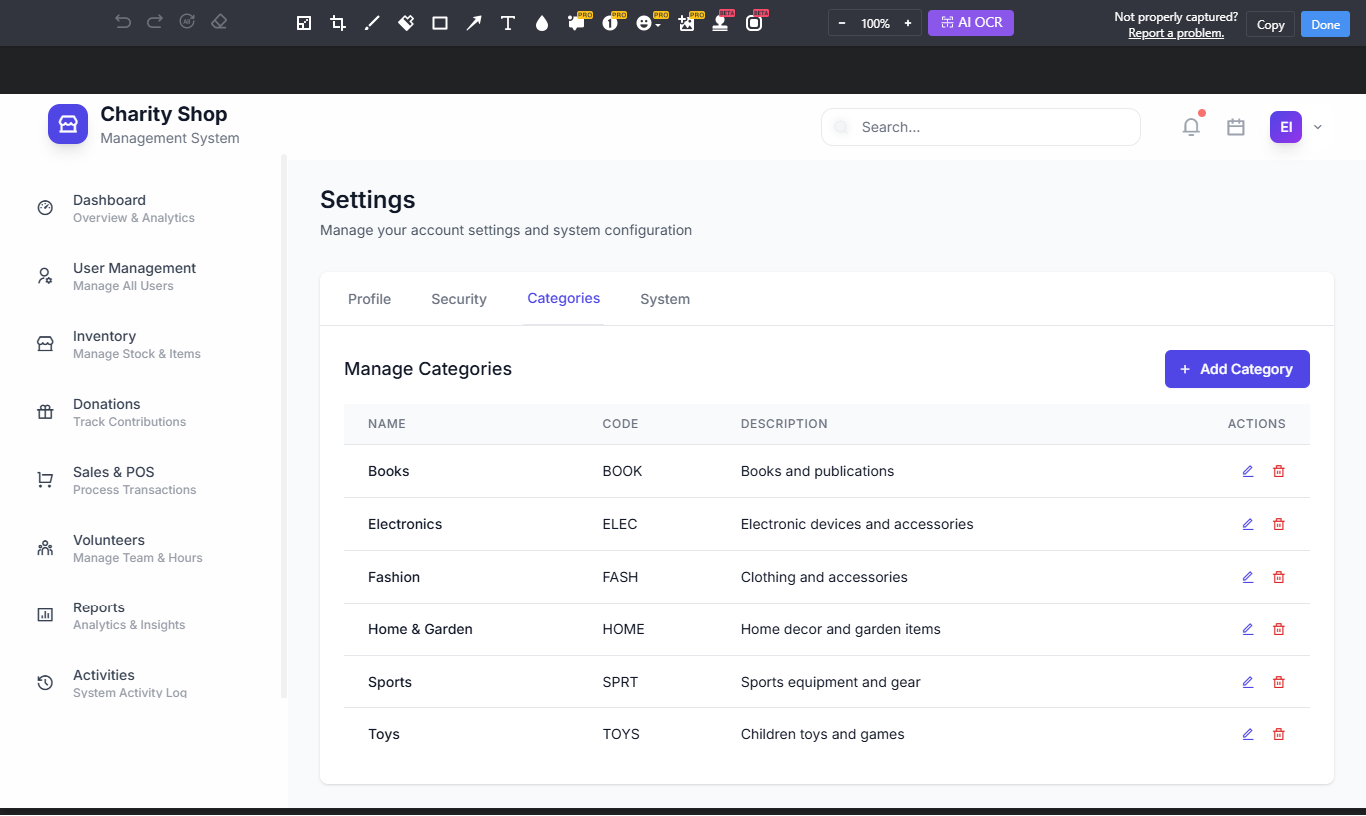 PRO
PRO
PRO
PRO
BETA
BETA
- 100% +
AI OCR
Not properly captured?
Report a problem.
Copy
Done
Charity Shop
Management System
Search...
EI
Dashboard
Overview & Analytics
User Management
Manage All Users
Inventory
Manage Stock & Items
Donations
Track Contributions
Sales & POS
Process Transactions
Volunteers
Manage Team & Hours
Reports
Analytics & Insights
Activities
System Activity Log
Settings
Manage your account settings and system configuration
Profile Security Categories System
Manage Categories
+ Add Category
NAME CODE DESCRIPTION ACTIONS
Books BOOK Books and publications
Electronics ELEC Electronic devices and accessories
Fashion FASH Clothing and accessories
Home & Garden HOME Home decor and garden items
Sports SPRT Sports equipment and gear
Toys TOYS Children toys and games